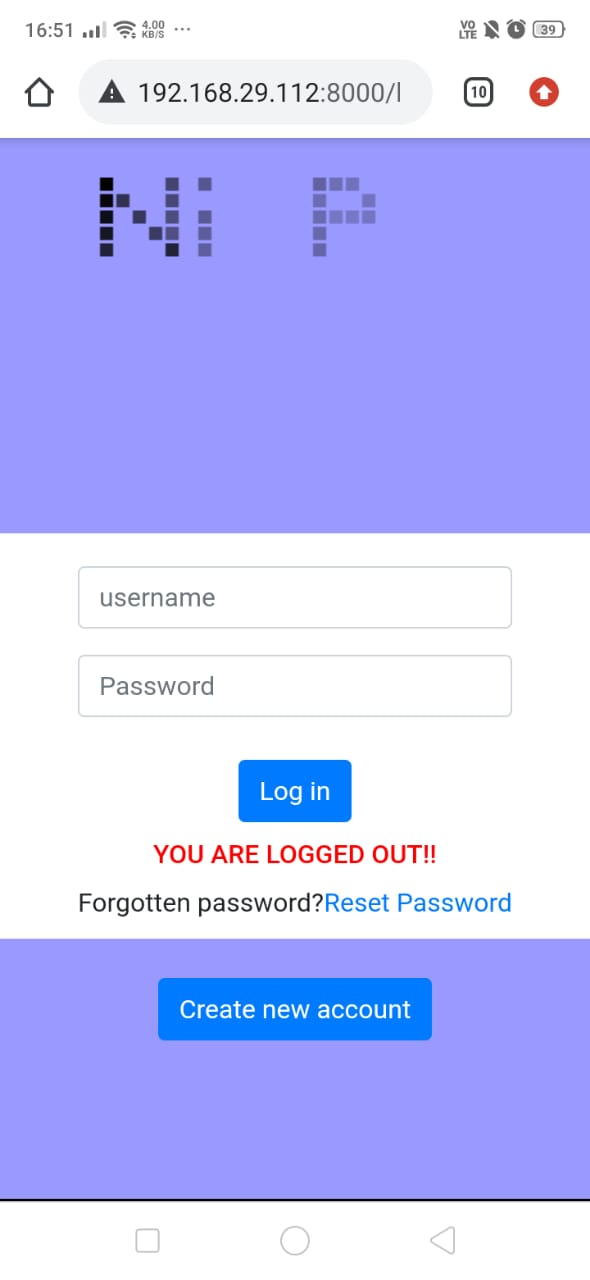 16:51 4.00 KB/S ... VO LTE 39
192.168.29.112:8000/l 10
Ni P
username
Password
Log in
YOU ARE LOGGED OUT!!
Forgotten password?Reset Password
Create new account